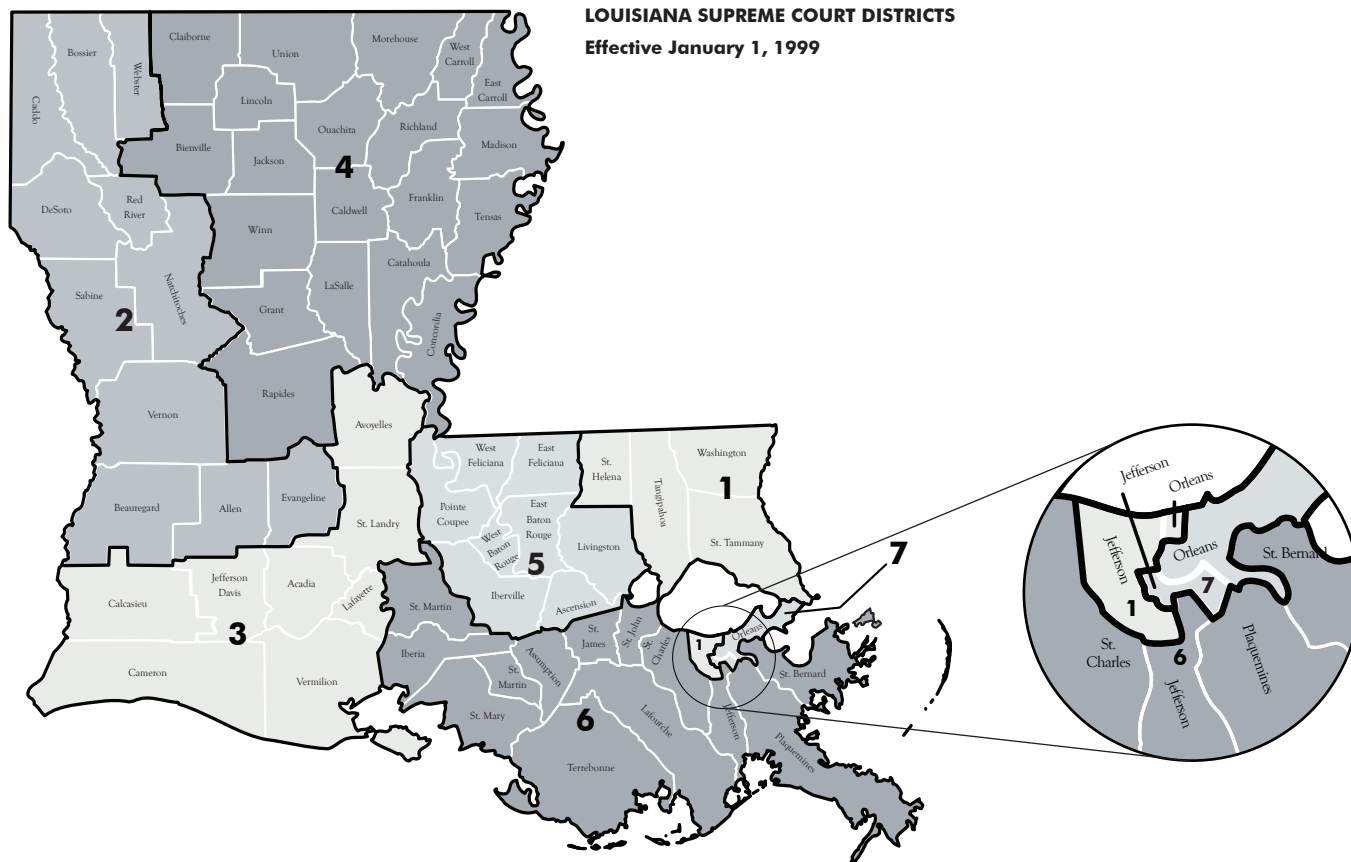 LOUISIANA SUPREME COURT DISTRICTS
Effective January 1, 1999
Caddo
Bossier
Webster
Claiborne
Union
Morehouse
West
Carroll
East
Carroll
Lincoln
Ouachita
Richland
Madison
Bienville
Jackson
4
DeSoto
Red
River
Winn
Caldwell
Franklin
Tensas
Sabine
2
Natchitoches
Grant
LaSalle
Catahoula
Concordia
Vernon
Rapides
Avoyelles
Beauregard
Allen
Evangeline
St. Landry
Calcasieu
Jefferson
Davis
Acadia
Lafayette
3
Cameron
Vermilion
West
Feliciana
East
Feliciana
Pointe
Coupee
West
Baton
Rouge
East
Baton
Rouge
5
Livingston
Iberville
Ascension
St.
Helena
Tangipahoa
Washington
1
St. Tammany
7
St. Martin
Iberia
St.
Martin
Assumption
St.
James
St. John
St.
Charles
1
Orleans
St. Bernard
St. Mary
6
Lafourche
Jefferson
Plaquemines
Terrebonne
Jefferson
Orleans
Jefferson
Orleans
St. Bernard
1
7
St.
Charles
6
Jefferson
Plaquemines